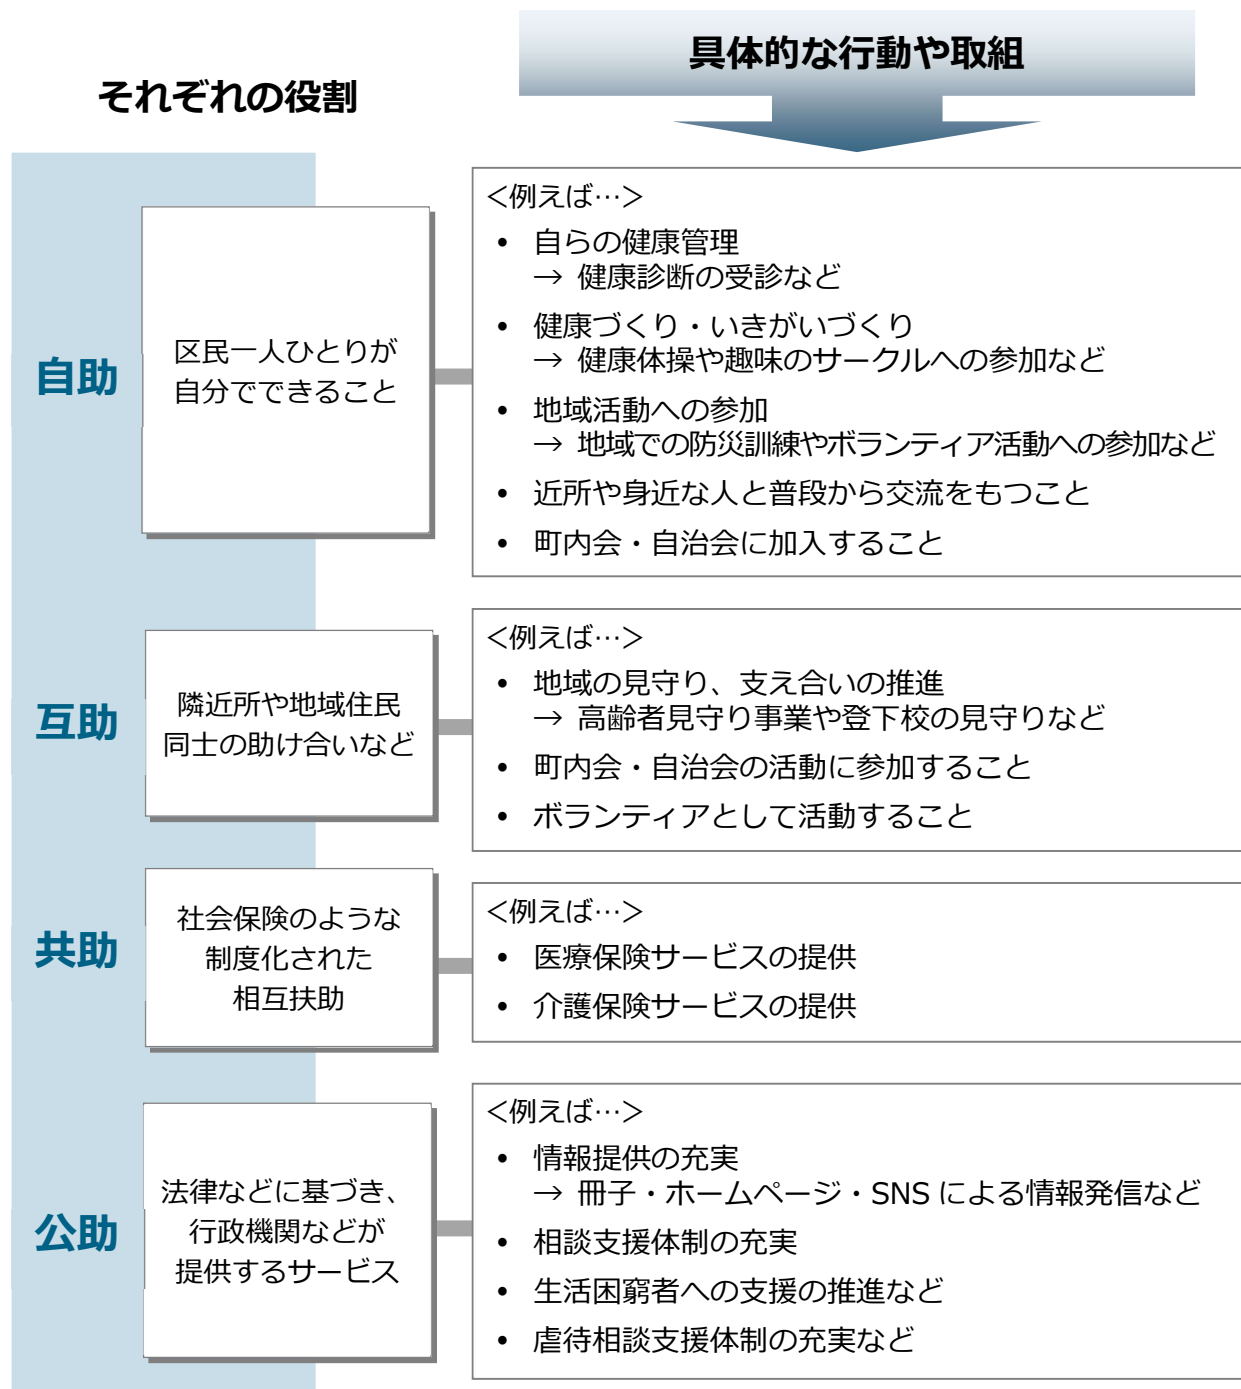 具体的な行動や取組
それぞれの役割
自助
区民一人ひとりが
自分でできること
<例えば…>
• 自らの健康管理
→ 健康診断の受診など
• 健康づくり・いきがいづくり
→ 健康体操や趣味のサークルへの参加など
• 地域活動への参加
→ 地域での防災訓練やボランティア活動への参加など
• 近所や身近な人と普段から交流をもつこと
• 町内会・自治会に加入すること
互助
隣近所や地域住民
同士の助け合いなど
<例えば…>
• 地域の見守り、支え合いの推進
→ 高齢者見守り事業や登下校の見守りなど
• 町内会・自治会の活動に参加すること
• ボランティアとして活動すること
共助
社会保険のような
制度化された
相互扶助
<例えば…>
• 医療保険サービスの提供
• 介護保険サービスの提供
公助
法律などに基づき、
行政機関などが
提供するサービス
<例えば…>
• 情報提供の充実
→ 冊子・ホームページ・SNS による情報発信など
• 相談支援体制の充実
• 生活困窮者への支援の推進など
• 虐待相談支援体制の充実など